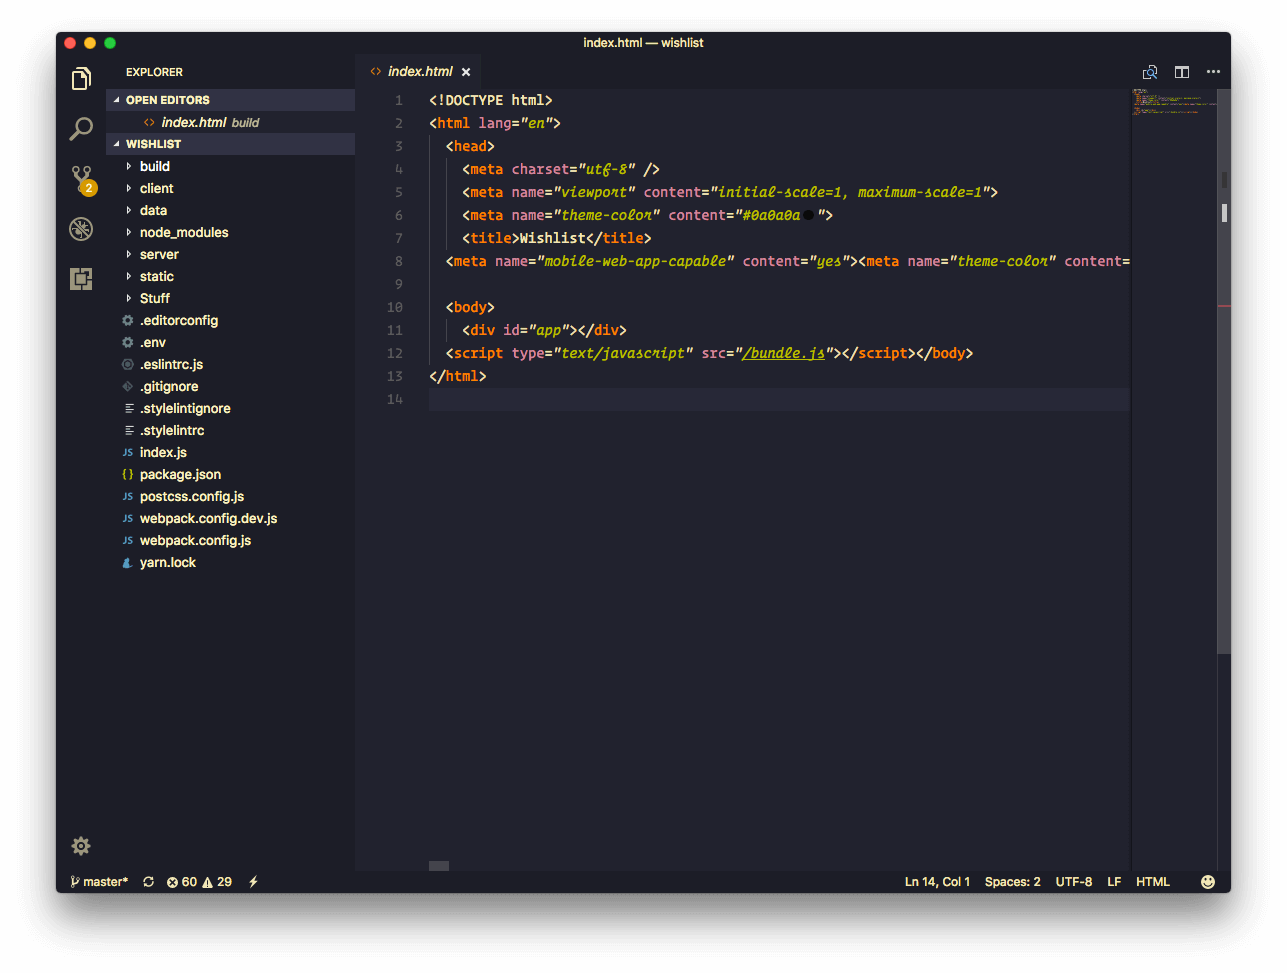 index.html — wishlist
EXPLORER
OPEN EDITORS
<> index.html build
WISHLIST
build
client
data
node_modules
server
static
Stuff
.editorconfig
.env
.eslintrc.js
.gitignore
.stylelintignore
.stylelintrc
JS index.js
{} package.json
JS postcss.config.js
JS webpack.config.dev.js
JS webpack.config.js
yarn.lock
2
<> index.html ×
1 <!DOCTYPE html>
2 <html lang="en">
3 <head>
4 <meta charset="utf-8" />
5 <meta name="viewport" content="initial-scale=1, maximum-scale=1">
6 <meta name="theme-color" content="#0a0a0a">
7 <title>Wishlist</title>
8 <meta name="mobile-web-app-capable" content="yes"><meta name="theme-color" content=
9
10 <body>
11 <div id="app"></div>
12 <script type="text/javascript" src="/bundle.js"></script></body>
13 </html>
14
master* 60 29 Ln 14, Col 1 Spaces: 2 UTF-8 LF HTML